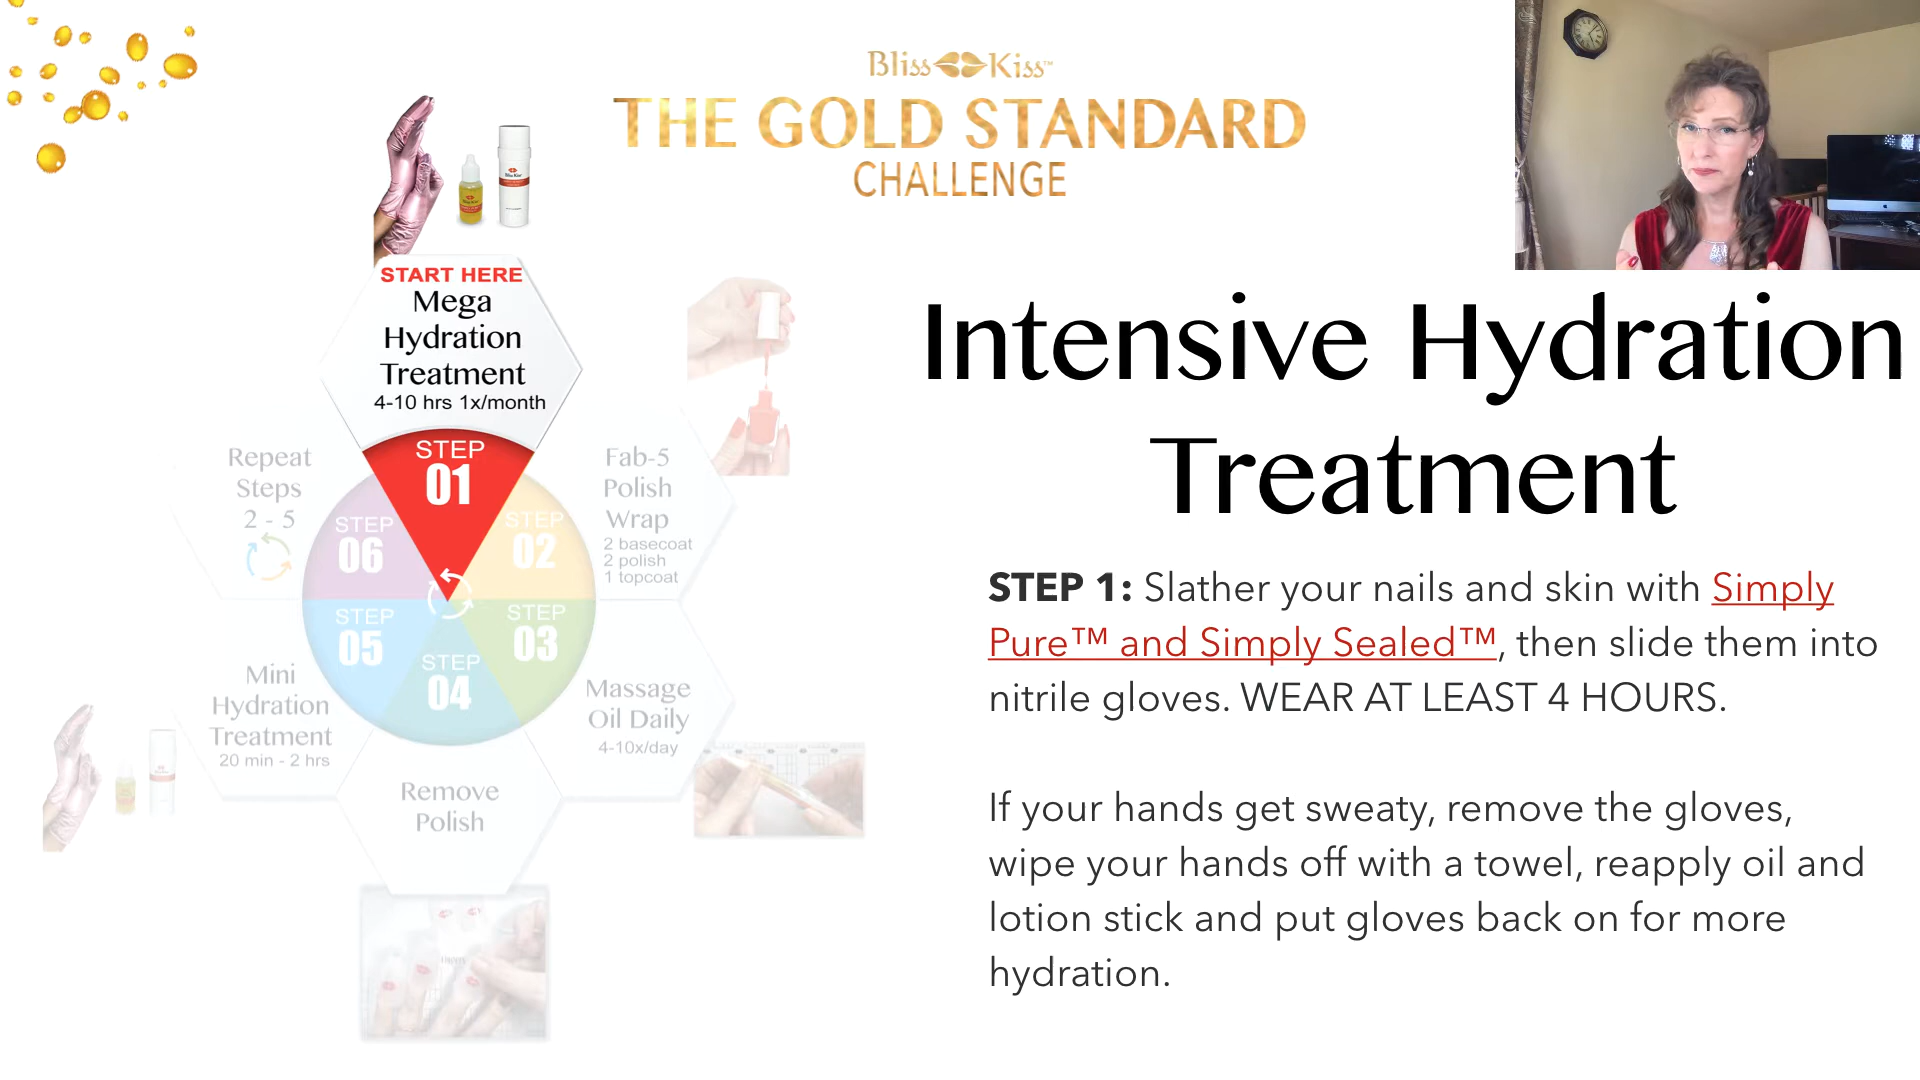 Bliss Kiss™
THE GOLD STANDARD
CHALLENGE
START HERE
Mega
Hydration
Treatment
4-10 hrs 1x/month
STEP
01
Fab-5
Polish
Wrap
2 basecoat
2 polish
1 topcoat
STEP
02
Massage
Oil Daily
4-10x/day
STEP
03
STEP
04
Remove
Polish
STEP
05
Mini
Hydration
Treatment
20 min - 2 hrs
STEP
06
Repeat
Steps
2 - 5
Intensive Hydration
Treatment
STEP 1: Slather your nails and skin with Simply
Pure™ and Simply Sealed™, then slide them into
nitrile gloves. WEAR AT LEAST 4 HOURS.
If your hands get sweaty, remove the gloves,
wipe your hands off with a towel, reapply oil and
lotion stick and put gloves back on for more
hydration.